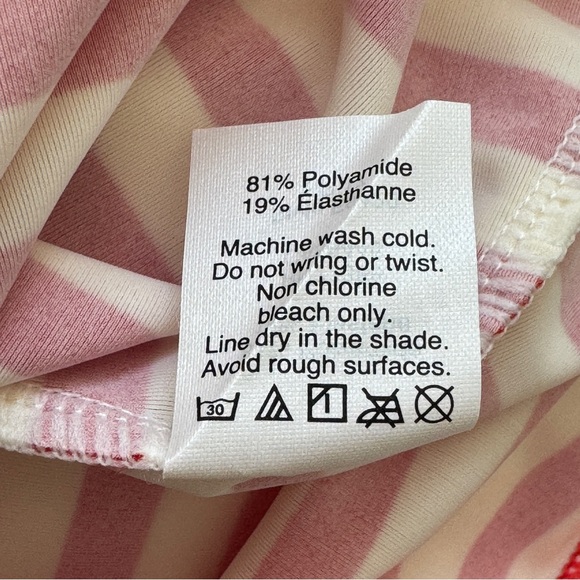 81% Polyamide
19% Élasthanne
Machine wash cold.
Do not wring or twist.
Non chlorine
bleach only.
Line dry in the shade.
Avoid rough surfaces.
30